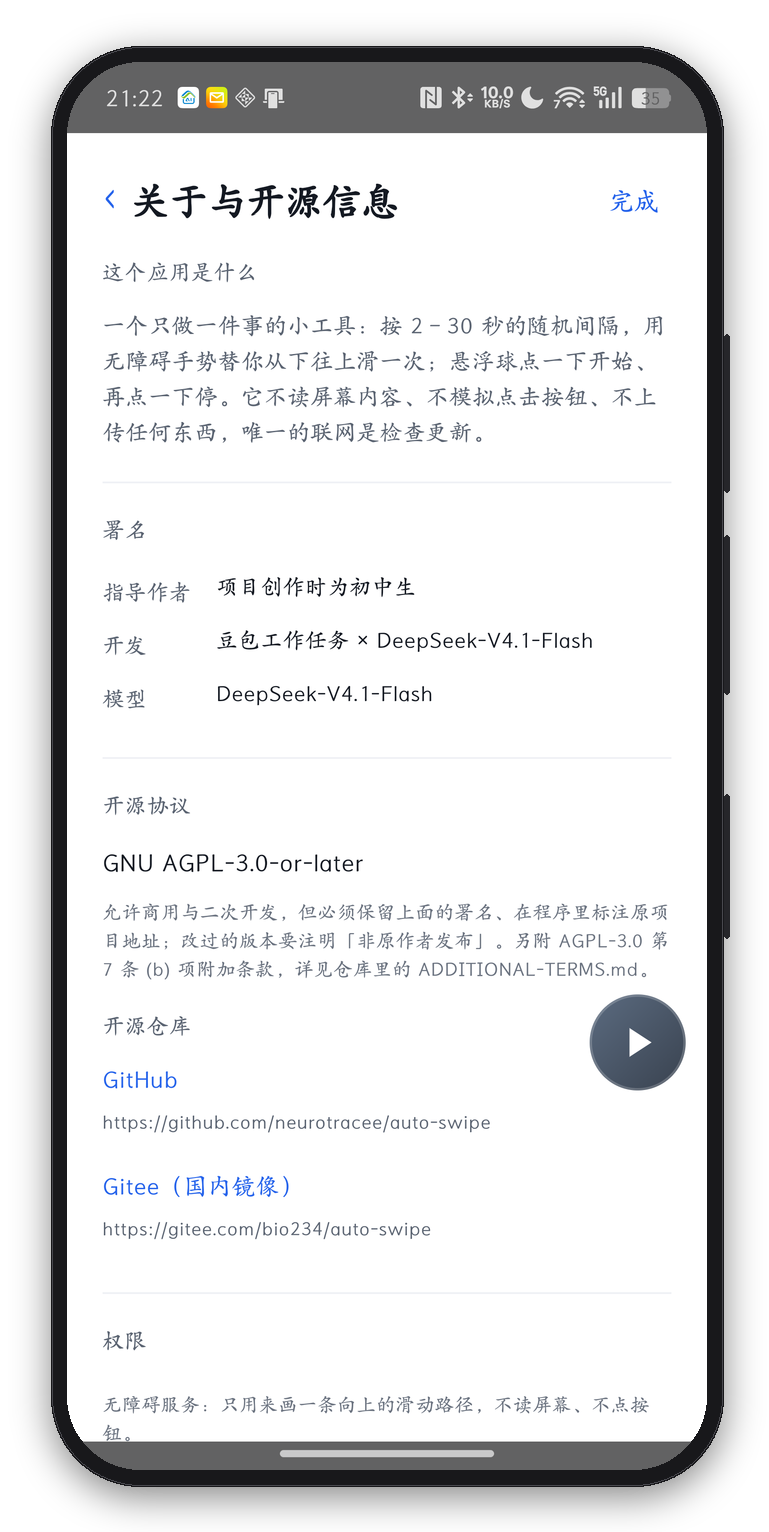 21:22
10.0
KB/S
7
5G
35
关于与开源信息
完成
这个应用是什么
一个只做一件事的小工具：按 2 – 30 秒的随机间隔，用
无障碍手势替你从下往上滑一次；悬浮球点一下开始、
再点一下停。它不读屏幕内容、不模拟点击按钮、不上
传任何东西，唯一的联网是检查更新。
署名
指导作者 项目创作时为初中生
开发 豆包工作任务 × DeepSeek-V4.1-Flash
模型 DeepSeek-V4.1-Flash
开源协议
GNU AGPL-3.0-or-later
允许商用与二次开发，但必须保留上面的署名、在程序里标注原项
目地址；改过的版本要注明「非原作者发布」。另附 AGPL-3.0 第
7 条 (b) 项附加条款，详见仓库里的 ADDITIONAL-TERMS.md。
开源仓库
GitHub
https://github.com/neurotracee/auto-swipe
Gitee（国内镜像）
https://gitee.com/bio234/auto-swipe
权限
无障碍服务：只用来画一条向上的滑动路径，不读屏幕、不点按
钮。